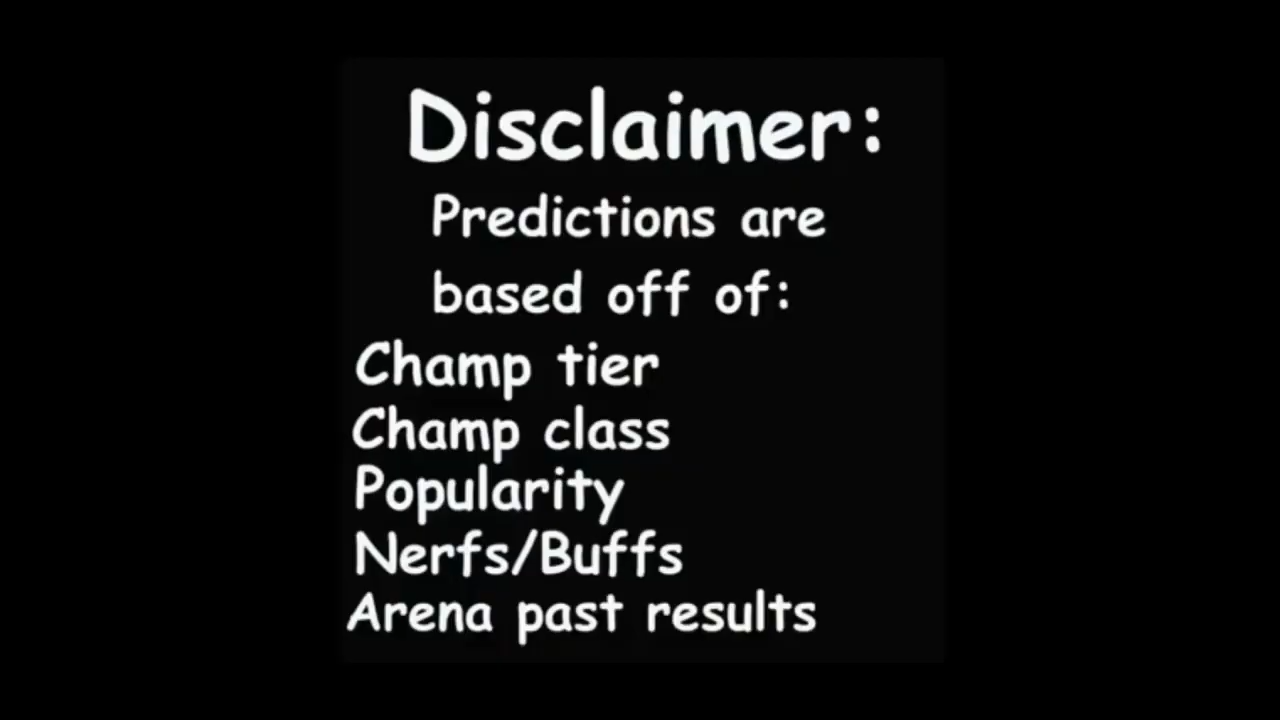 Disclaimer:
Predictions are
based off of:
Champ tier
Champ class
Popularity
Nerfs/Buffs
Arena past results